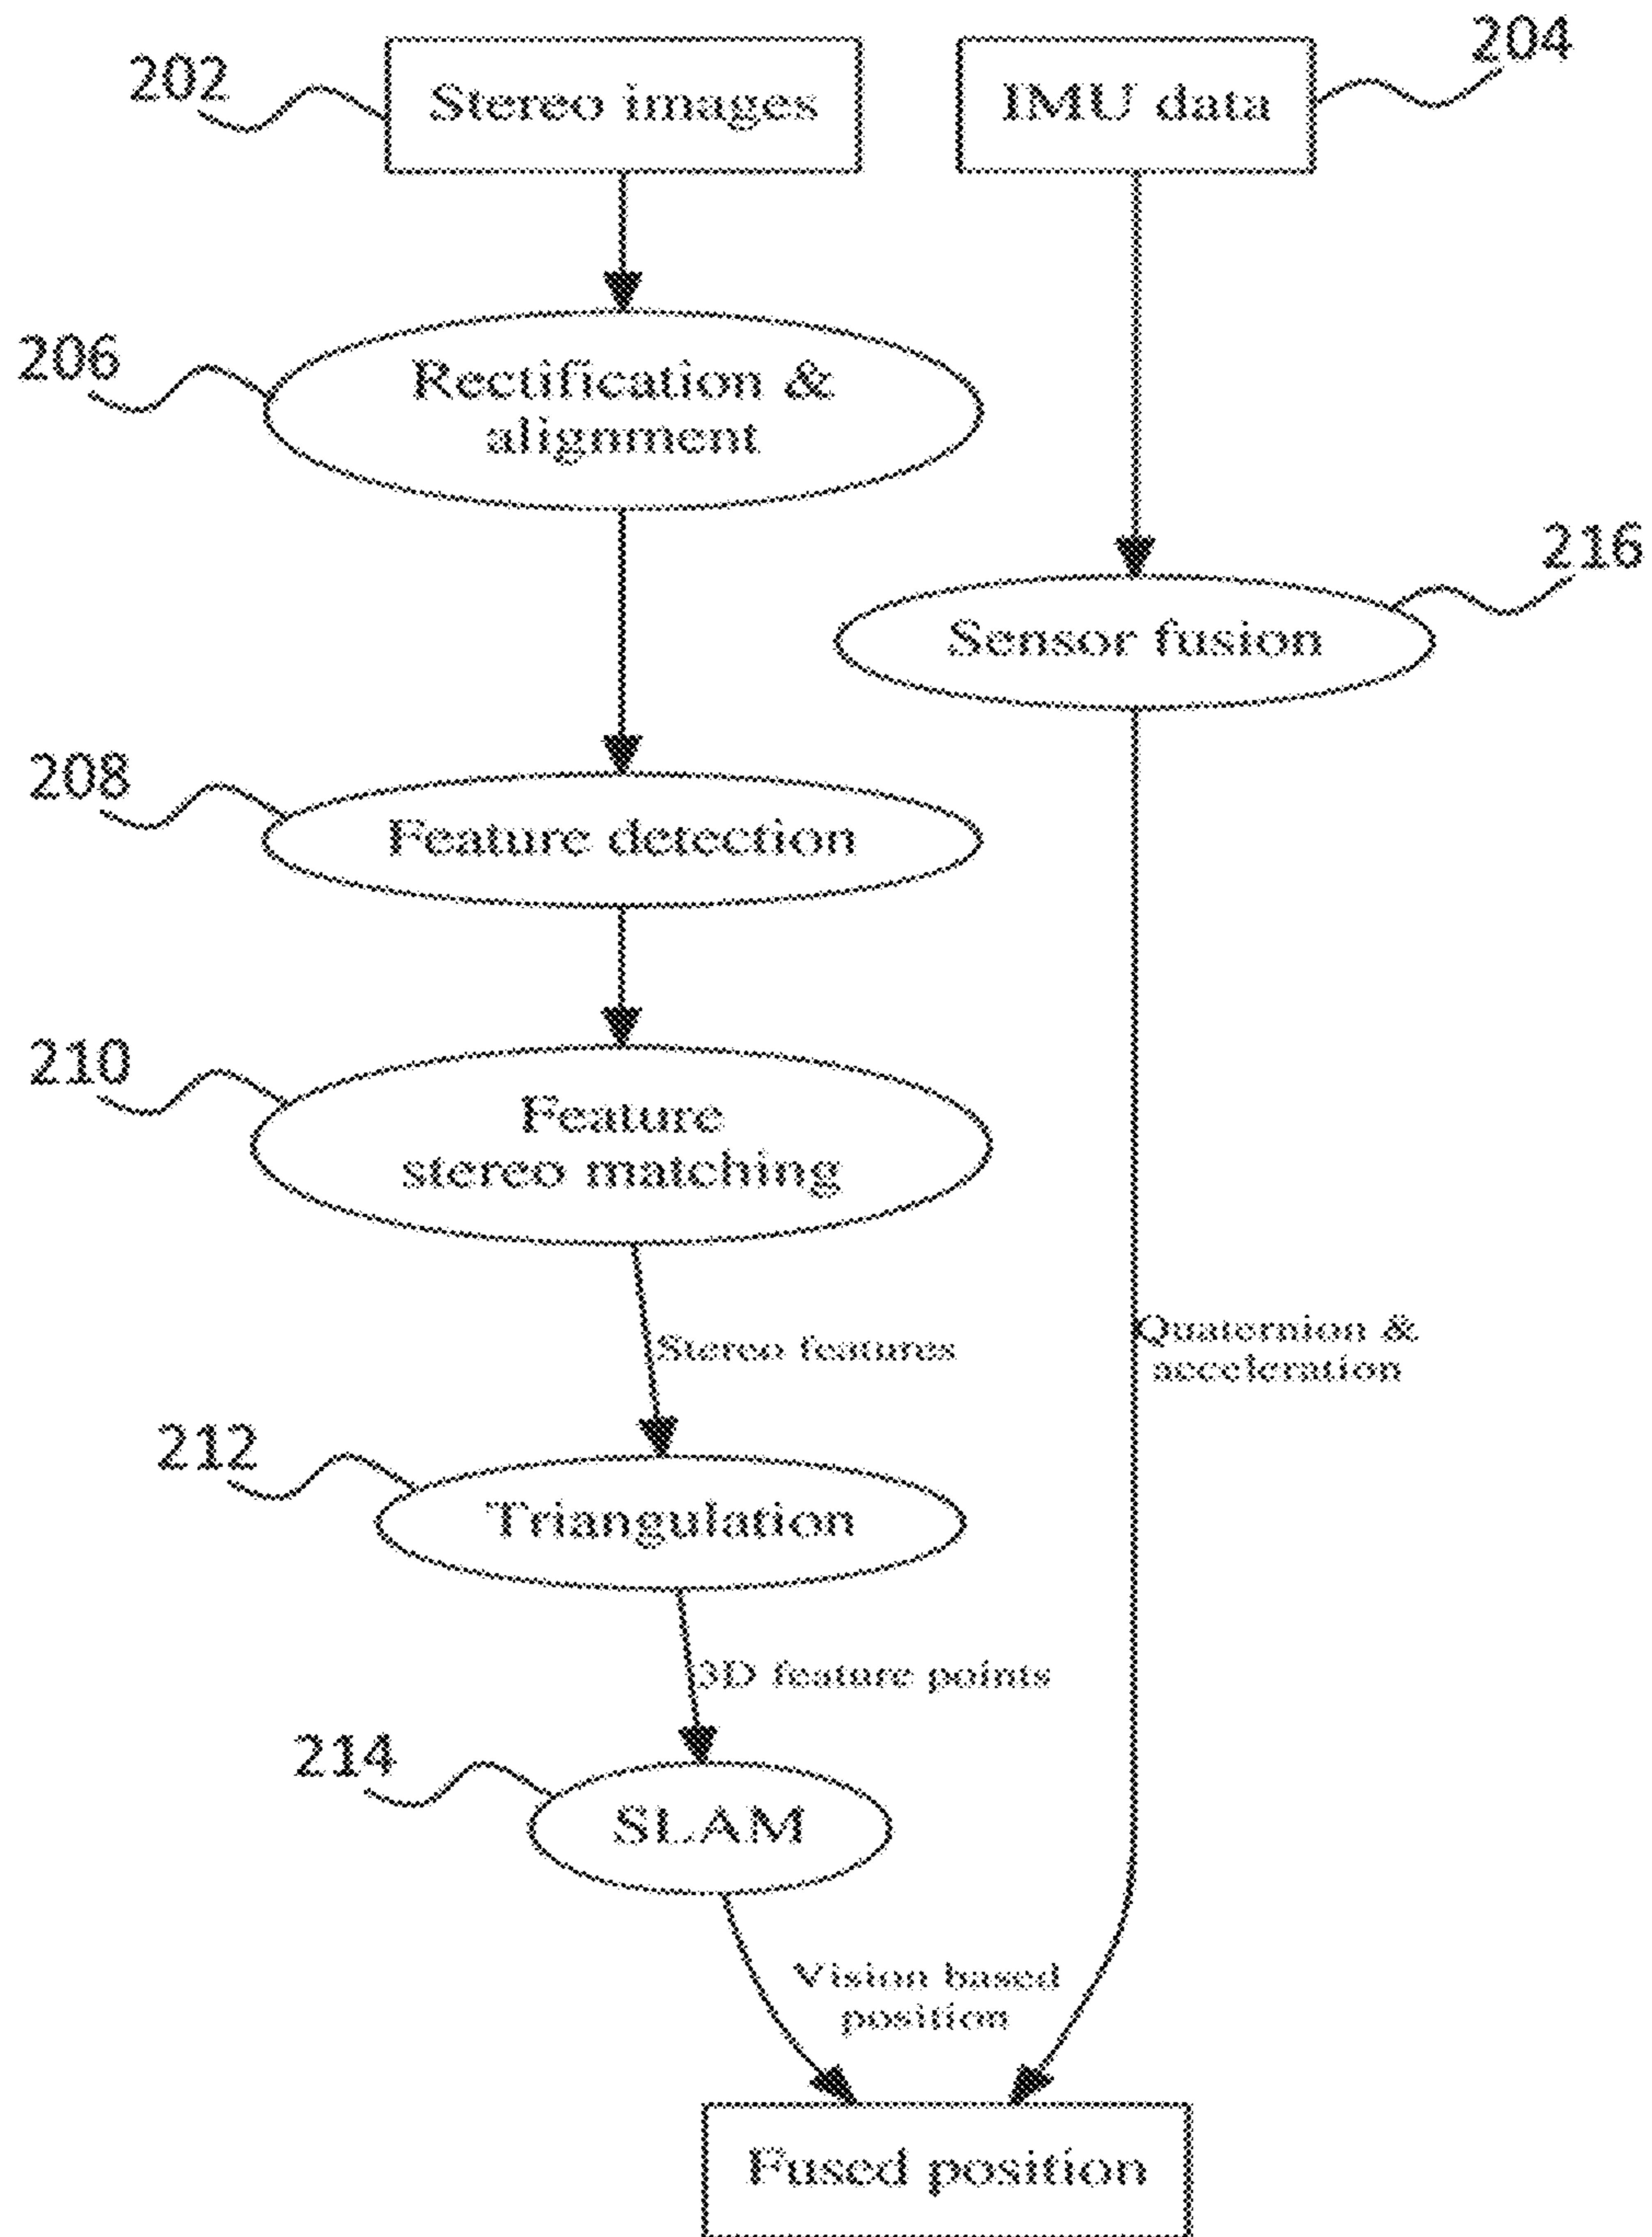 202
Stereo images
IMU data
204
206
Rectification &
alignment
216
Sensor fusion
208
Feature detection
210
Feature
stereo matching
Stereo features
Quaternion &
acceleration
212
Triangulation
3D feature points
214
SLAM
Vision based
position
Fused position